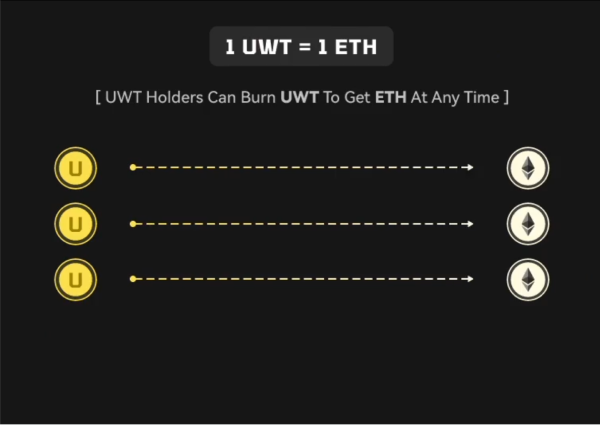 1 UWT = 1 ETH
[ UWT Holders Can Burn UWT To Get ETH At Any Time ]
U
U
U